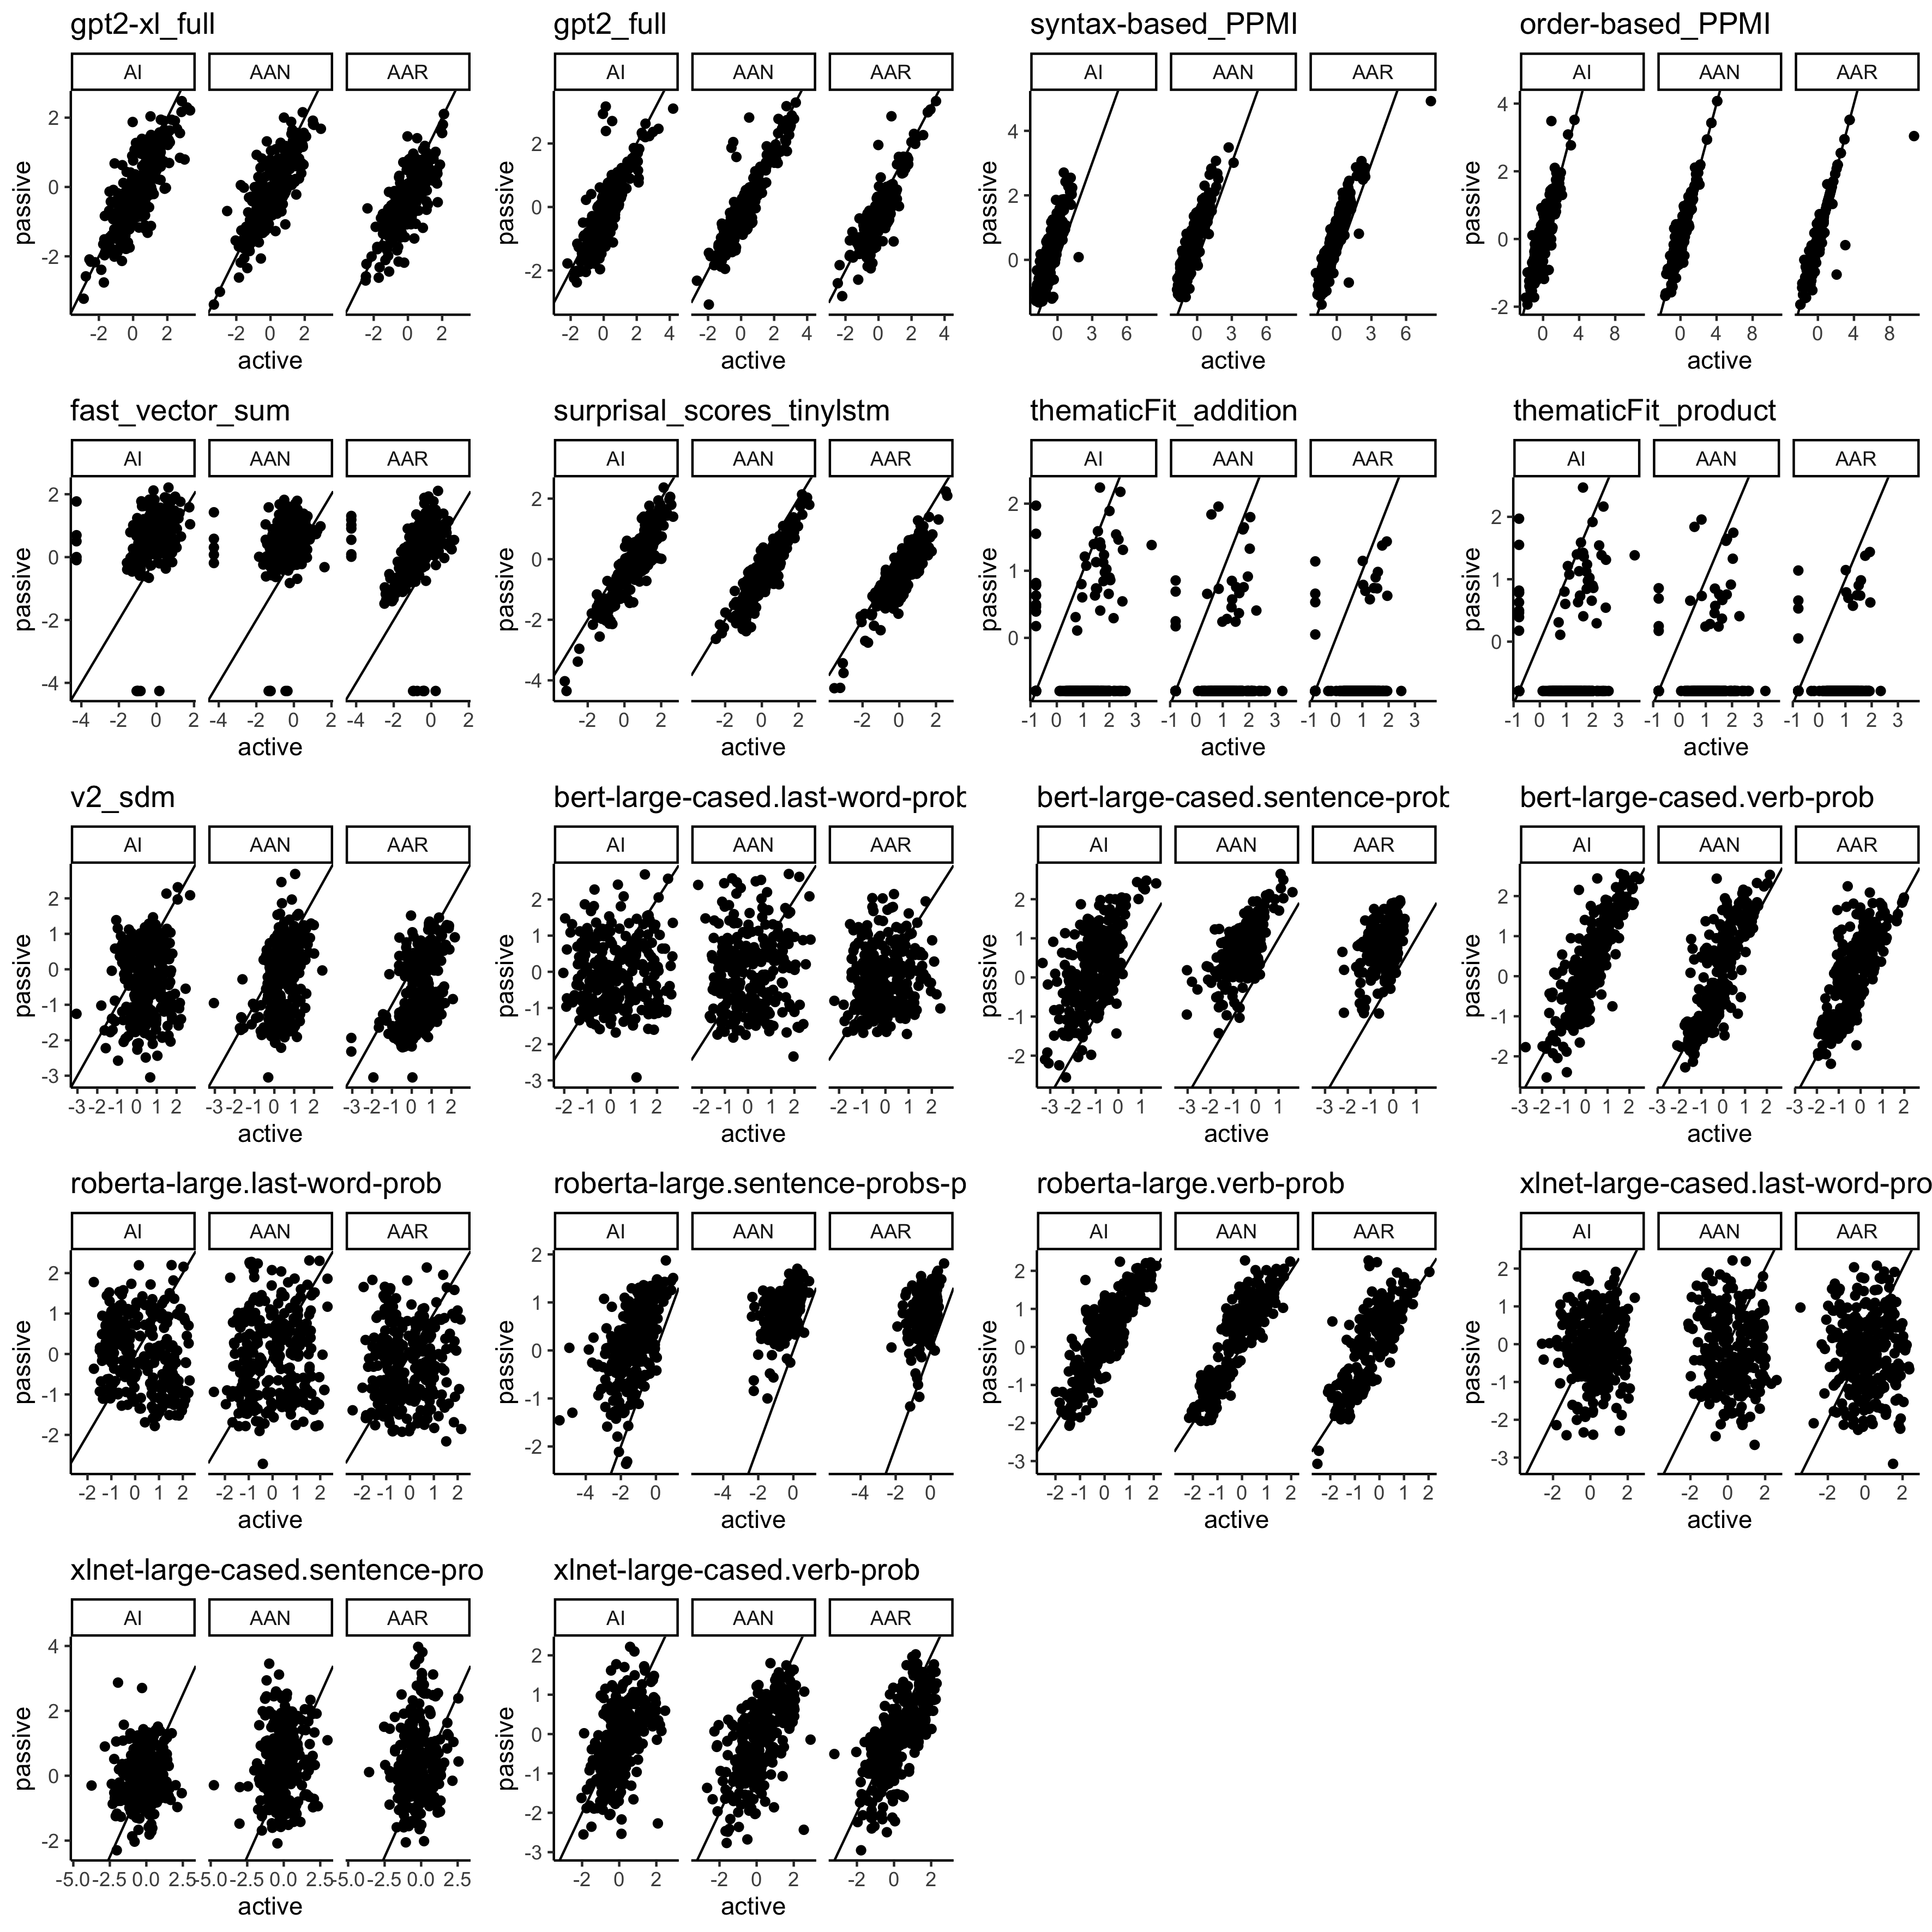 gpt2-xl_full gpt2_full syntax-based_PPMI order-based_PPMI
AI AAN AAR AI AAN AAR AI AAN AAR AI AAN AAR
passive 2 0 -2 passive 2 0 -2 passive 4 2 0 passive 4 2 0 -2
-2 0 2 -2 0 2 -2 0 2 -2 0 2 4 -2 0 2 4 -2 0 2 4 0 3 6 0 3 6 0 3 6 0 4 8 0 4 8 0 4 8
active active active active
fast_vector_sum surprisal_scores_tinylstm thematicFit_addition thematicFit_product
AI AAN AAR AI AAN AAR AI AAN AAR AI AAN AAR
passive 2 0 -2 -4 passive 2 0 -2 -4 passive 2 1 0 passive 2 1 0
-4 -2 0 2 -4 -2 0 2 -4 -2 0 2 -2 0 2 -2 0 2 -2 0 2 -1 0 1 2 3 -1 0 1 2 3 -1 0 1 2 3 -1 0 1 2 3 -1 0 1 2 3 -1 0 1 2 3
active active active active
v2_sdm bert-large-cased.last-word-prob bert-large-cased.sentence-prob bert-large-cased.verb-prob
AI AAN AAR AI AAN AAR AI AAN AAR AI AAN AAR
passive 2 1 0 -1 -2 -3 passive 2 1 0 -1 -2 -3 passive 2 1 0 -1 -2 passive 2 1 0 -1 -2
-3 -2 -1 0 1 2 -3 -2 -1 0 1 2 -3 -2 -1 0 1 2 -2 -1 0 1 2 -2 -1 0 1 2 -2 -1 0 1 2 -3 -2 -1 0 1 -3 -2 -1 0 1 -3 -2 -1 0 1 -3 -2 -1 0 1 2 -3 -2 -1 0 1 2 -3 -2 -1 0 1 2
active active active active
roberta-large.last-word-prob roberta-large.sentence-probs-p roberta-large.verb-prob xlnet-large-cased.last-word-pro
AI AAN AAR AI AAN AAR AI AAN AAR AI AAN AAR
passive 2 1 0 -1 -2 passive 2 1 0 -1 -2 passive 2 1 0 -1 -2 -3 passive 2 1 0 -1 -2 -3
-2 -1 0 1 2 -2 -1 0 1 2 -2 -1 0 1 2 -4 -2 0 -4 -2 0 -4 -2 0 -2 -1 0 1 2 -2 -1 0 1 2 -2 -1 0 1 2 -2 0 2 -2 0 2 -2 0 2
active active active active
xlnet-large-cased.sentence-pro xlnet-large-cased.verb-prob
AI AAN AAR AI AAN AAR
passive 4 2 0 -2 passive 2 1 0 -1 -2 -3
-5.0 -2.5 0.0 2.5 -5.0 -2.5 0.0 2.5 -5.0 -2.5 0.0 2.5 -2 0 2 -2 0 2 -2 0 2
active active